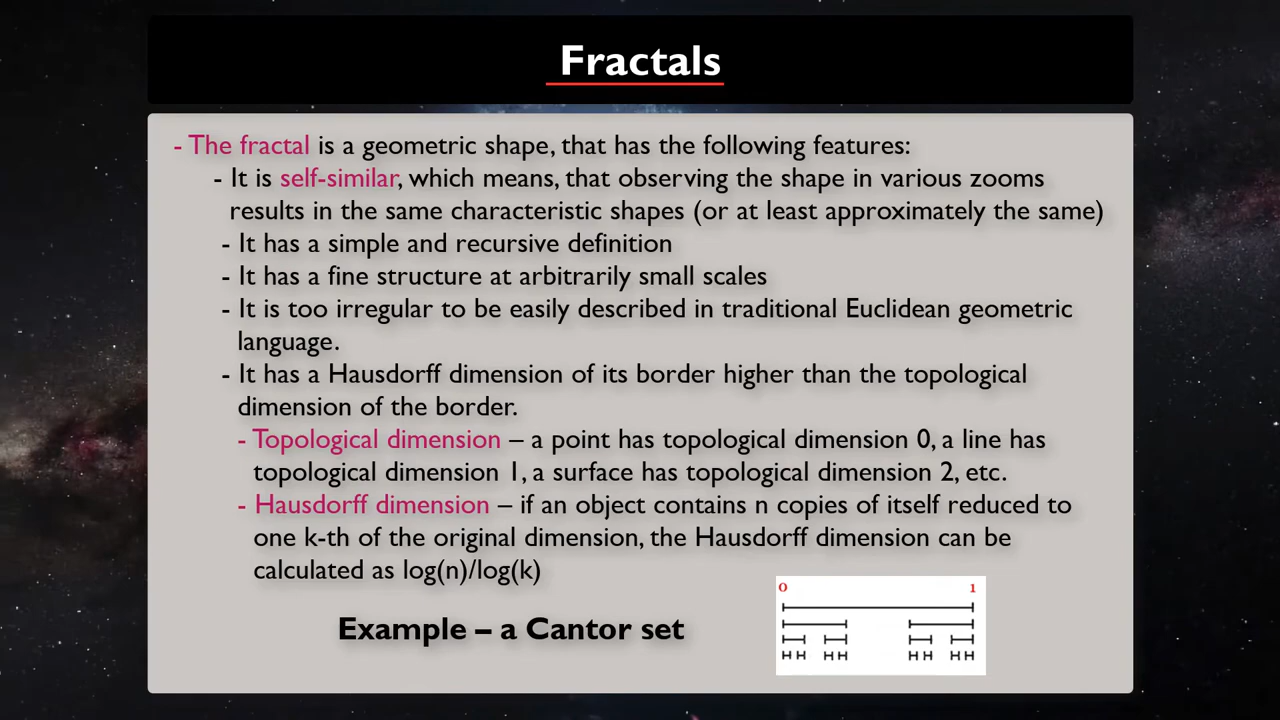 Fractals
- The fractal is a geometric shape, that has the following features:
- It is self-similar, which means, that observing the shape in various zooms
results in the same characteristic shapes (or at least approximately the same)
- It has a simple and recursive definition
- It has a fine structure at arbitrarily small scales
- It is too irregular to be easily described in traditional Euclidean geometric
language.
- It has a Hausdorff dimension of its border higher than the topological
dimension of the border.
- Topological dimension – a point has topological dimension 0, a line has
topological dimension 1, a surface has topological dimension 2, etc.
- Hausdorff dimension – if an object contains n copies of itself reduced to
one k-th of the original dimension, the Hausdorff dimension can be
calculated as log(n)/log(k)
0 1
Example – a Cantor set